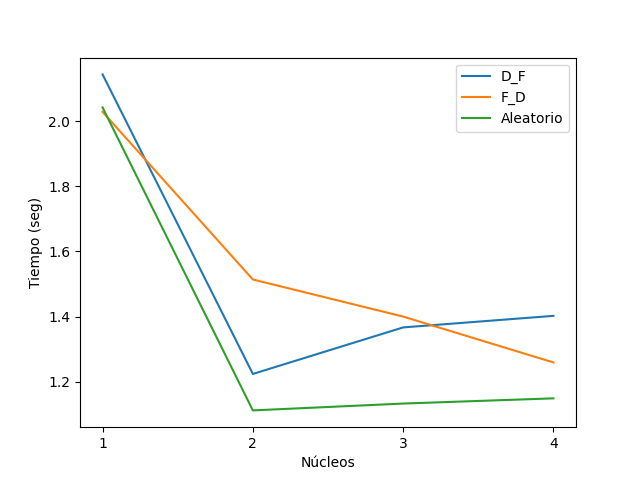 D_F
F_D
Aleatorio
2.0
1.8
1.6
1.4
1.2
Tiempo (seg)
1 2 3 4
Núcleos